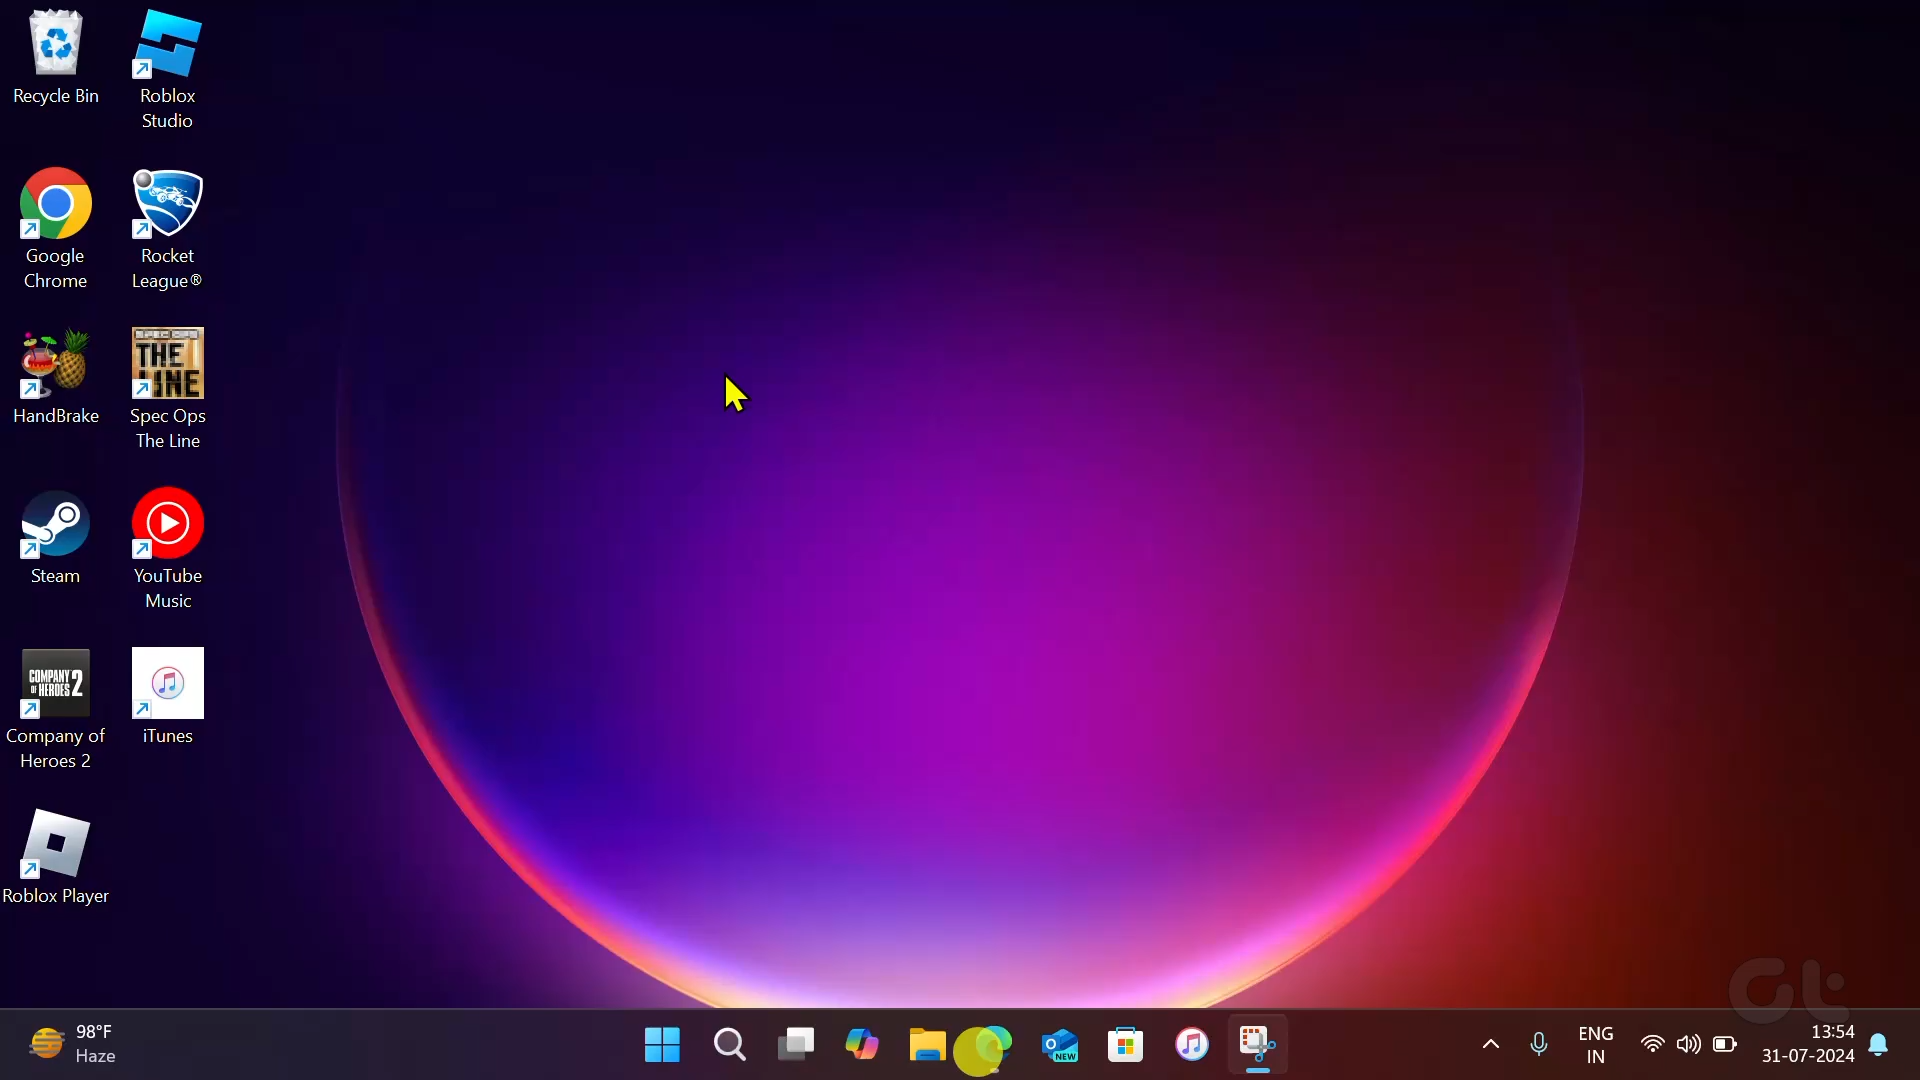 Recycle Bin
Roblox
Studio
Google
Chrome
Rocket
League®
HandBrake
THE
LINE
Spec Ops
The Line
Steam
YouTube
Music
COMPANY
OF HEROES 2
Company of
Heroes 2
iTunes
Roblox Player
98°F
Haze
NEW
ENG
IN
13:54
31-07-2024
Gt